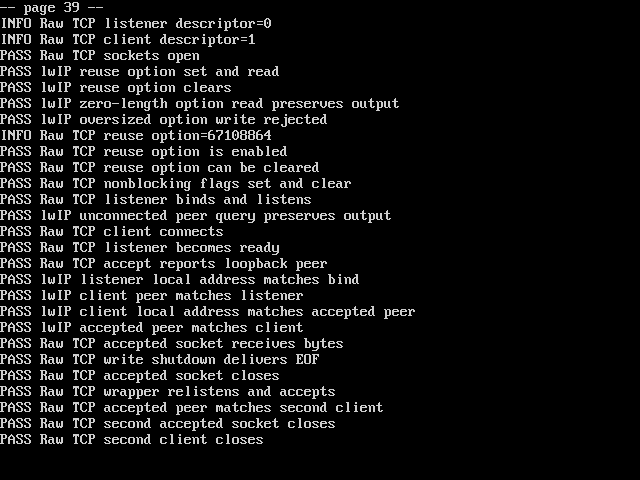 -- page 39 --
INFO Raw TCP listener descriptor=0
INFO Raw TCP client descriptor=1
PASS Raw TCP sockets open
PASS lwIP reuse option set and read
PASS lwIP reuse option clears
PASS lwIP zero-length option read preserves output
PASS lwIP oversized option write rejected
INFO Raw TCP reuse option=67108864
PASS Raw TCP reuse option is enabled
PASS Raw TCP reuse option can be cleared
PASS Raw TCP nonblocking flags set and clear
PASS Raw TCP listener binds and listens
PASS lwIP unconnected peer query preserves output
PASS Raw TCP client connects
PASS Raw TCP listener becomes ready
PASS Raw TCP accept reports loopback peer
PASS lwIP listener local address matches bind
PASS lwIP client peer matches listener
PASS lwIP client local address matches accepted peer
PASS lwIP accepted peer matches client
PASS Raw TCP accepted socket receives bytes
PASS Raw TCP write shutdown delivers EOF
PASS Raw TCP accepted socket closes
PASS Raw TCP wrapper relistens and accepts
PASS Raw TCP accepted peer matches second client
PASS Raw TCP second accepted socket closes
PASS Raw TCP second client closes